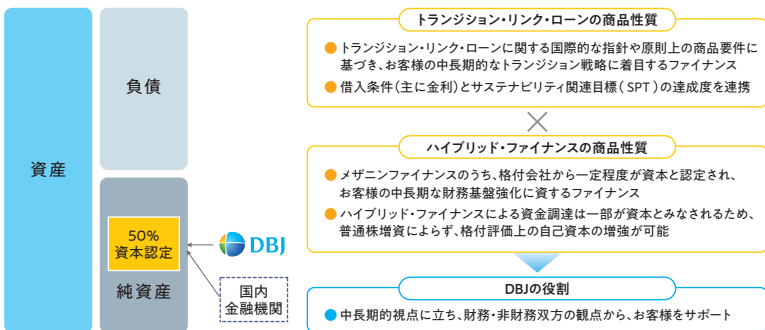 資産
負債
50%
資本認定
純資産
DBJ
国内
金融機関
トランジション・リンク・ローンの商品性質
●トランジション・リンク・ローンに関する国際的な指針や原則上の商品要件に
基づき、お客様の中長期的なトランジション戦略に着目するファイナンス
●借入条件(主に金利)とサステナビリティ関連目標(SPT)の達成度を連携
ハイブリッド・ファイナンスの商品性質
●メザニンファイナンスのうち、格付会社から一定程度が資本と認定され、
お客様の中長期な財務基盤強化に資するファイナンス
●ハイブリッド・ファイナンスによる資金調達は一部が資本とみなされるため、
普通株増資によらず、格付評価上の自己資本の増強が可能
DBJの役割
●中長期的視点に立ち、財務・非財務双方の観点から、お客様をサポート